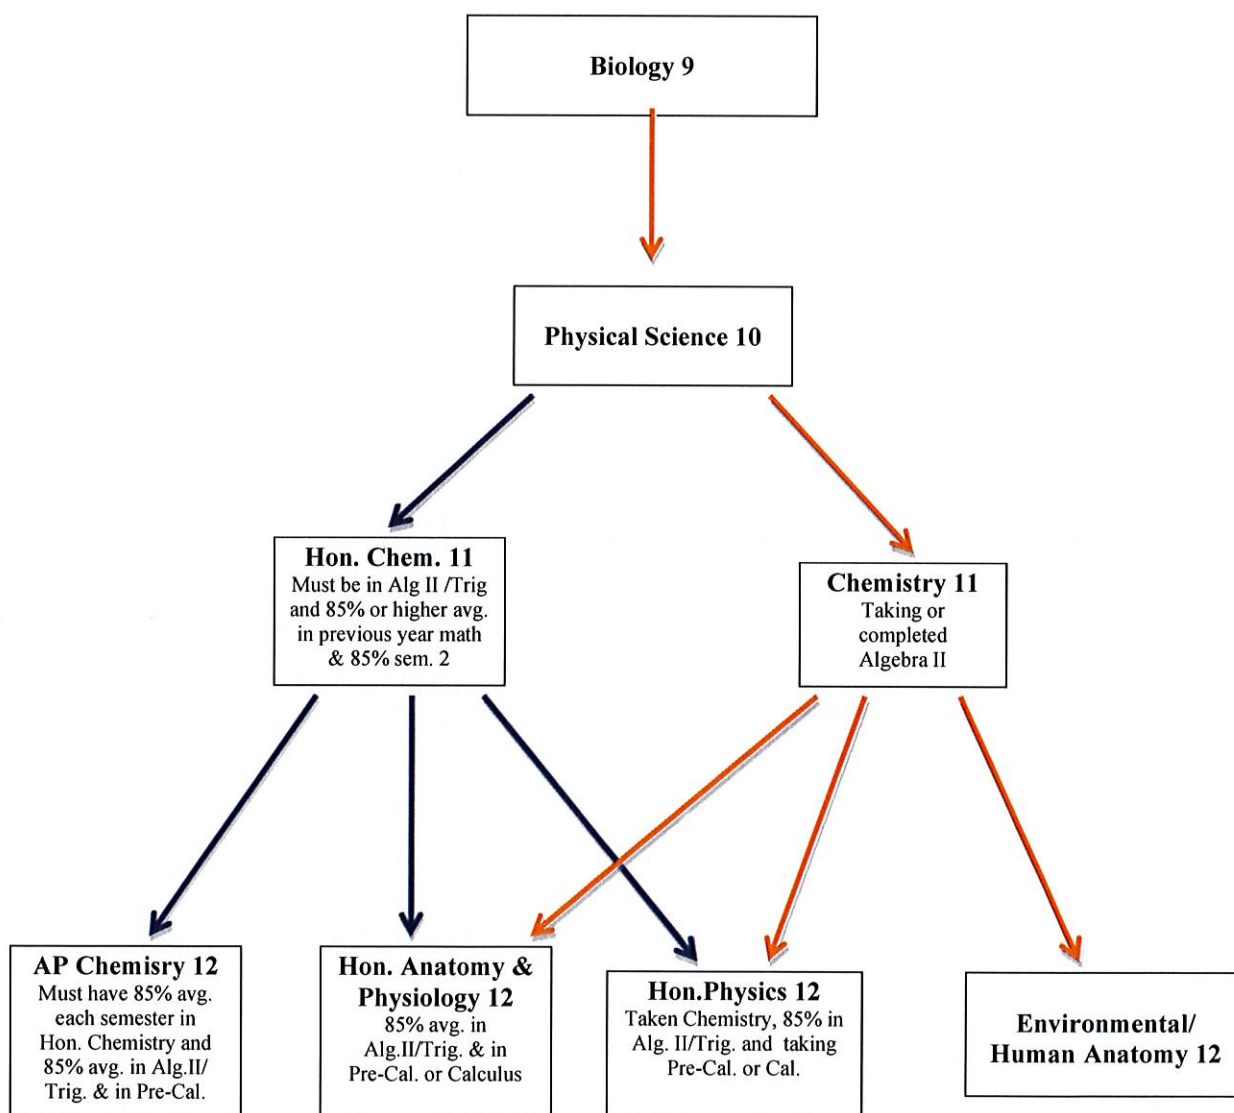 Biology 9
Physical Science 10
Hon. Chem. 11
Must be in Alg II /Trig
and 85% or higher avg.
in previous year math
& 85% sem. 2
Chemistry 11
Taking or
completed
Algebra II
AP Chemisry 12
Must have 85% avg.
each semester in
Hon. Chemistry and
85% avg. in Alg.II/
Trig. & in Pre-Cal.
Hon. Anatomy &
Physiology 12
85% avg. in
Alg.II/Trig. & in
Pre-Cal. or Calculus
Hon.Physics 12
Taken Chemistry, 85% in
Alg. II/Trig. and taking
Pre-Cal. or Cal.
Environmental/
Human Anatomy 12